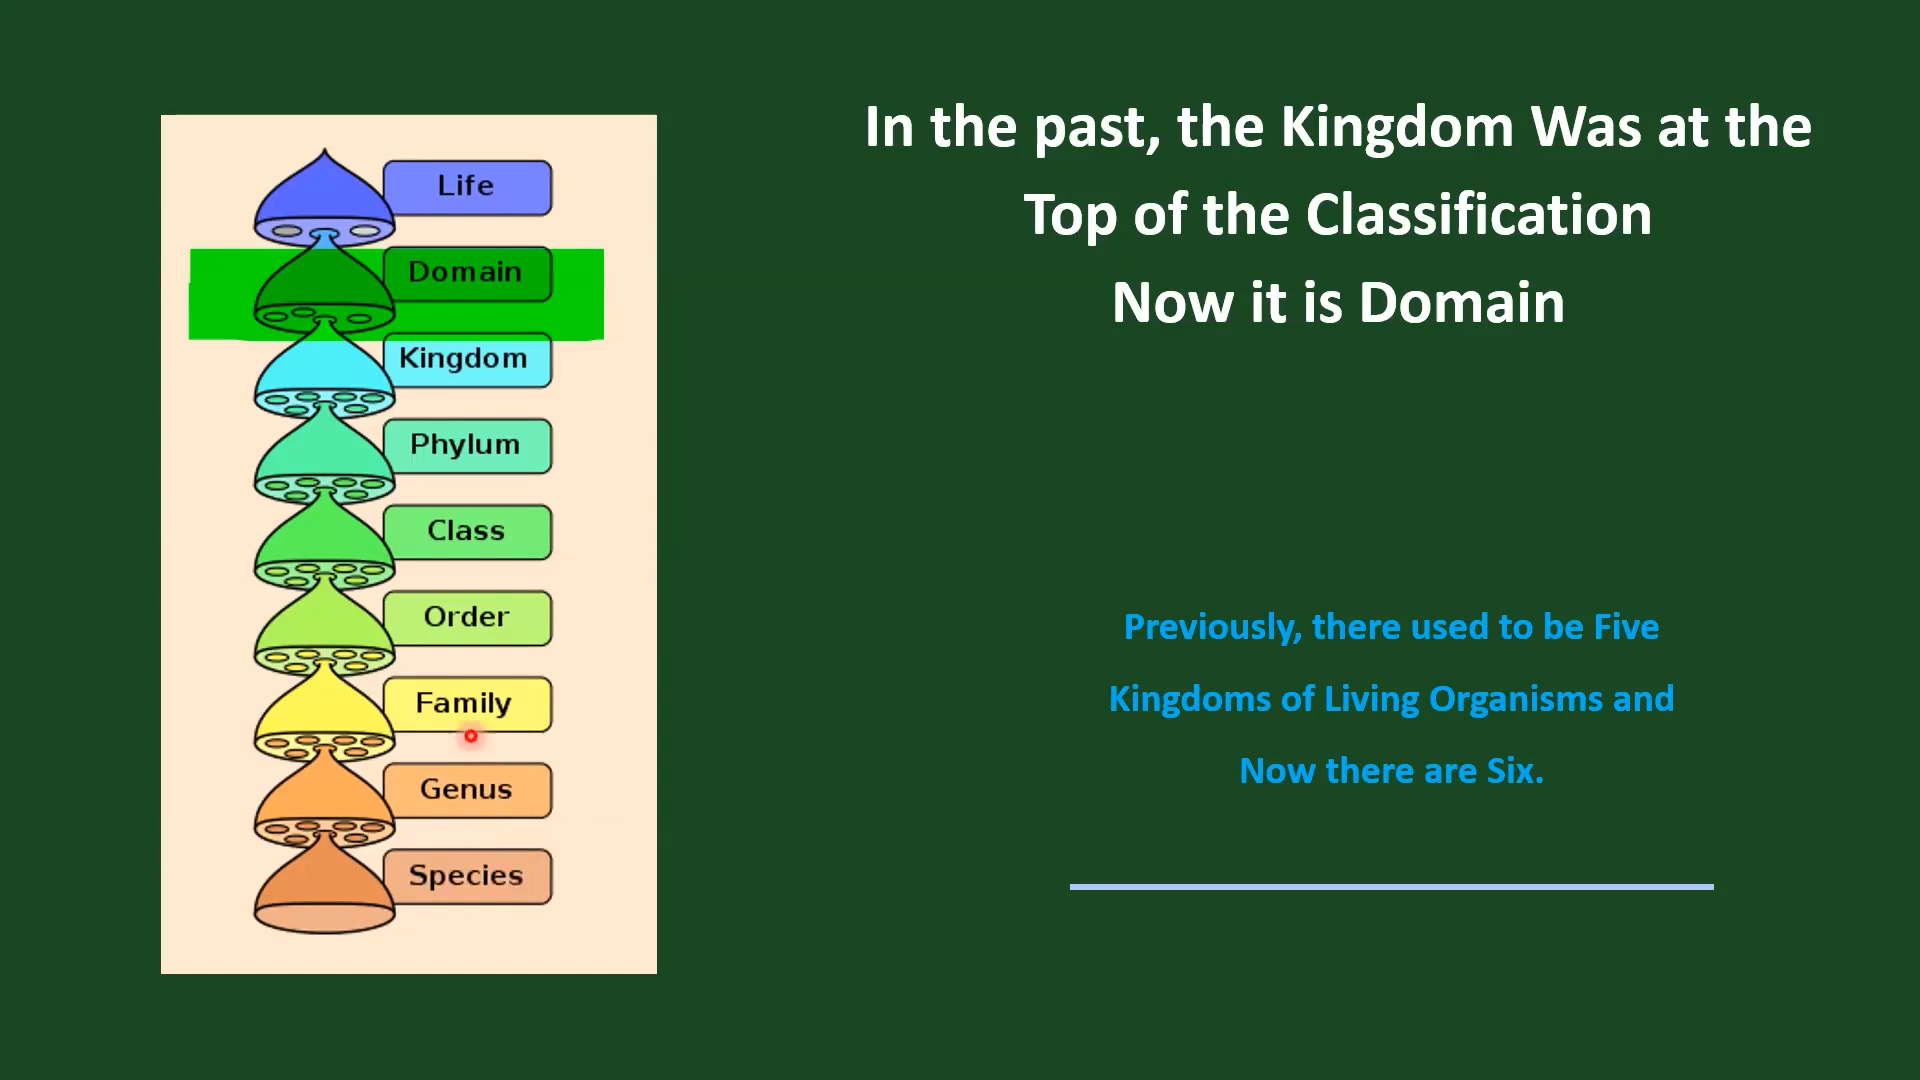 Life
Domain
Kingdom
Phylum
Class
Order
Family
Genus
Species
In the past, the Kingdom Was at the
Top of the Classification
Now it is Domain
Previously, there used to be Five
Kingdoms of Living Organisms and
Now there are Six.